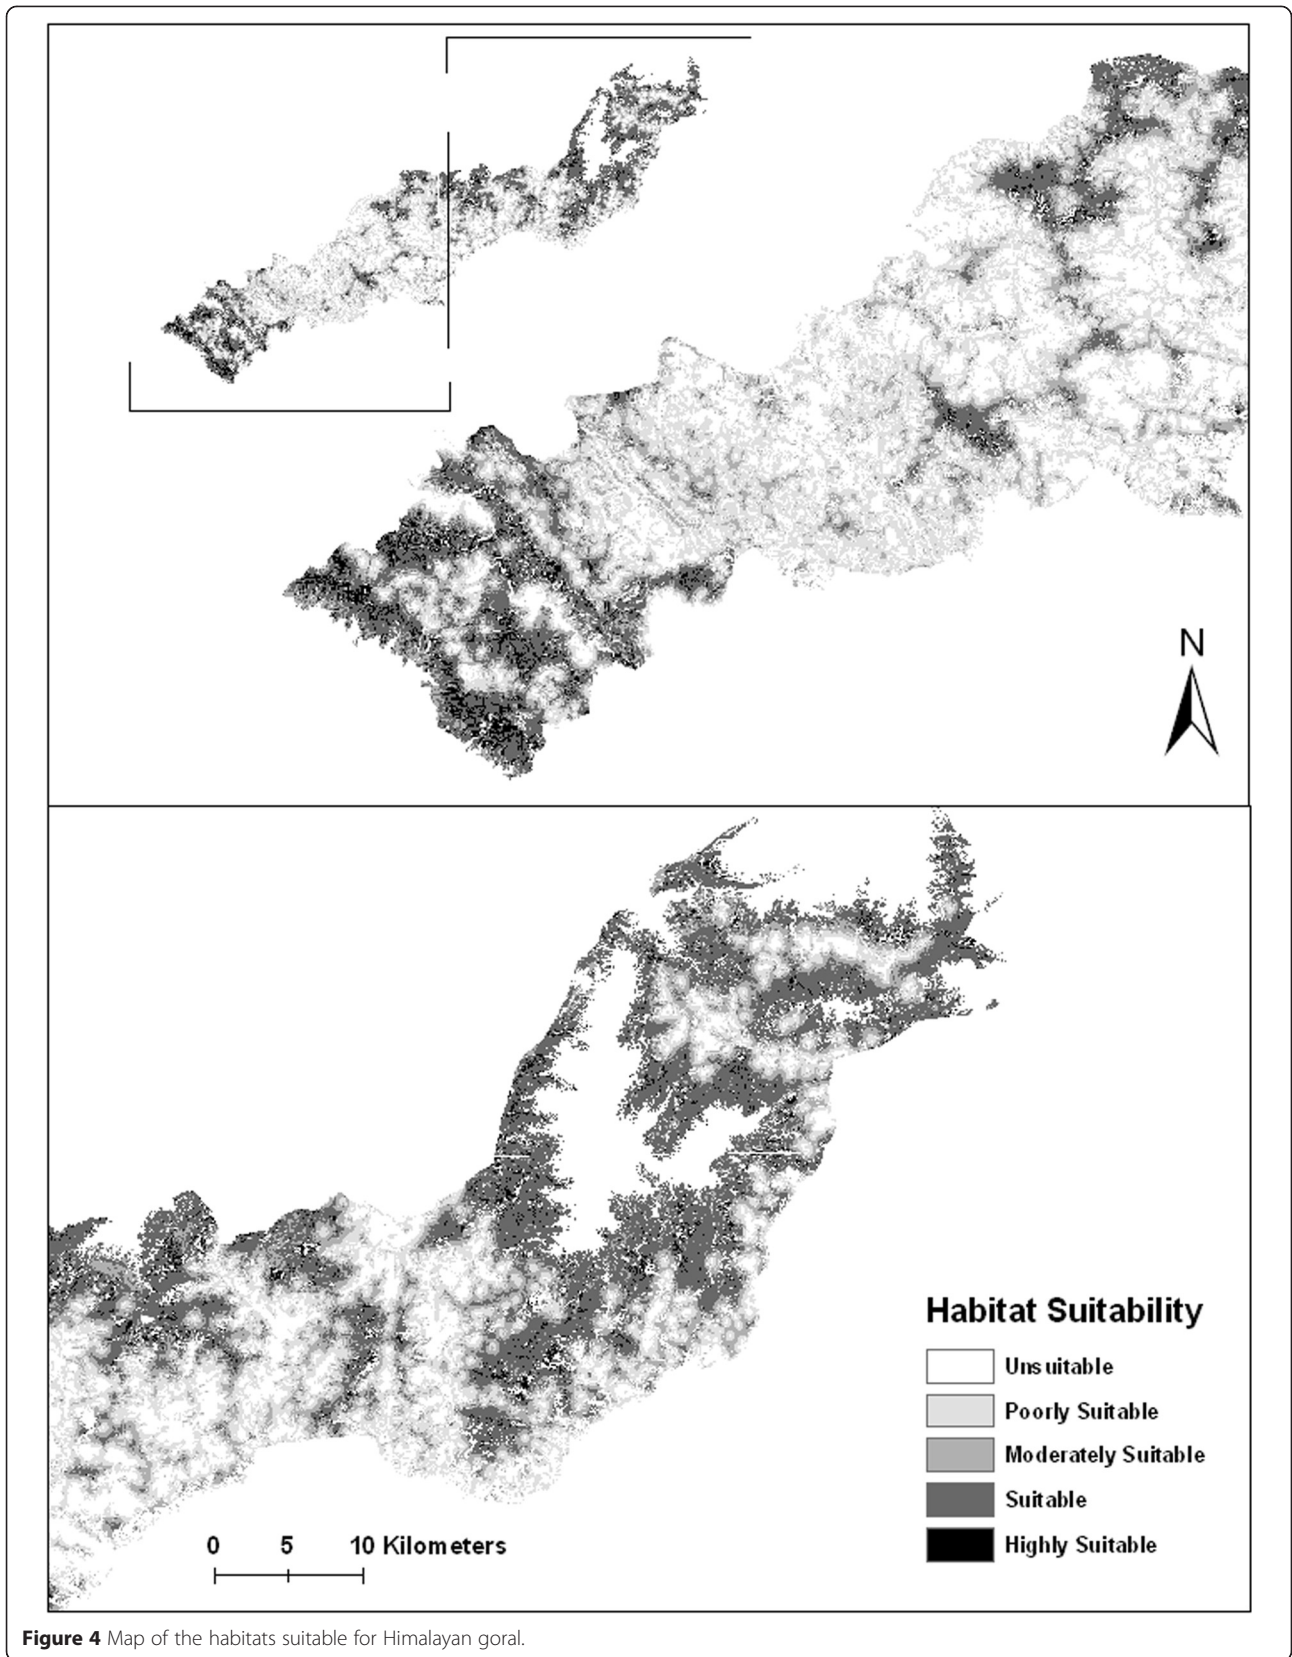 N
Habitat Suitability
Unsuitable
Poorly Suitable
Moderately Suitable
Suitable
Highly Suitable
0 5 10 Kilometers
Figure 4 Map of the habitats suitable for Himalayan goral.